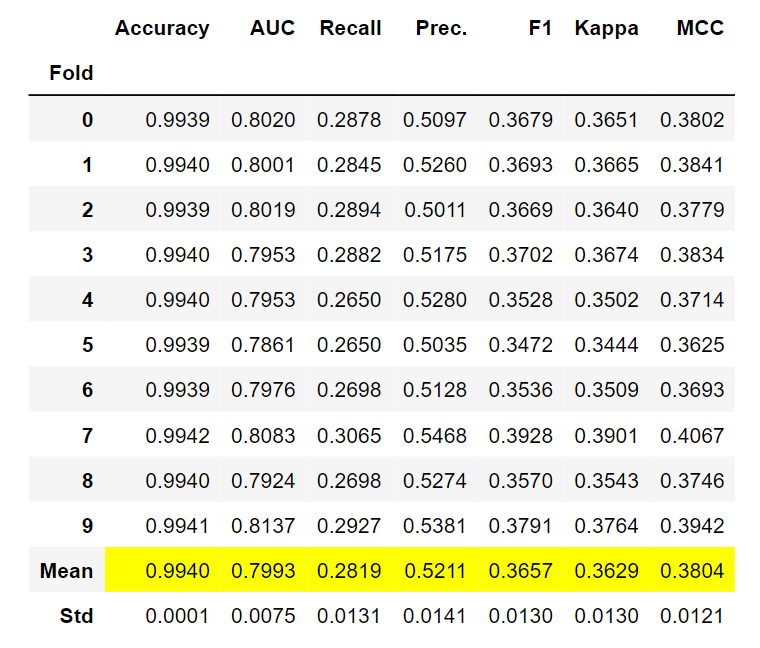 Accuracy AUC Recall Prec. F1 Kappa MCC
Fold
0 0.9939 0.8020 0.2878 0.5097 0.3679 0.3651 0.3802
1 0.9940 0.8001 0.2845 0.5260 0.3693 0.3665 0.3841
2 0.9939 0.8019 0.2894 0.5011 0.3669 0.3640 0.3779
3 0.9940 0.7953 0.2882 0.5175 0.3702 0.3674 0.3834
4 0.9940 0.7953 0.2650 0.5280 0.3528 0.3502 0.3714
5 0.9939 0.7861 0.2650 0.5035 0.3472 0.3444 0.3625
6 0.9939 0.7976 0.2698 0.5128 0.3536 0.3509 0.3693
7 0.9942 0.8083 0.3065 0.5468 0.3928 0.3901 0.4067
8 0.9940 0.7924 0.2698 0.5274 0.3570 0.3543 0.3746
9 0.9941 0.8137 0.2927 0.5381 0.3791 0.3764 0.3942
Mean 0.9940 0.7993 0.2819 0.5211 0.3657 0.3629 0.3804
Std 0.0001 0.0075 0.0131 0.0141 0.0130 0.0130 0.0121